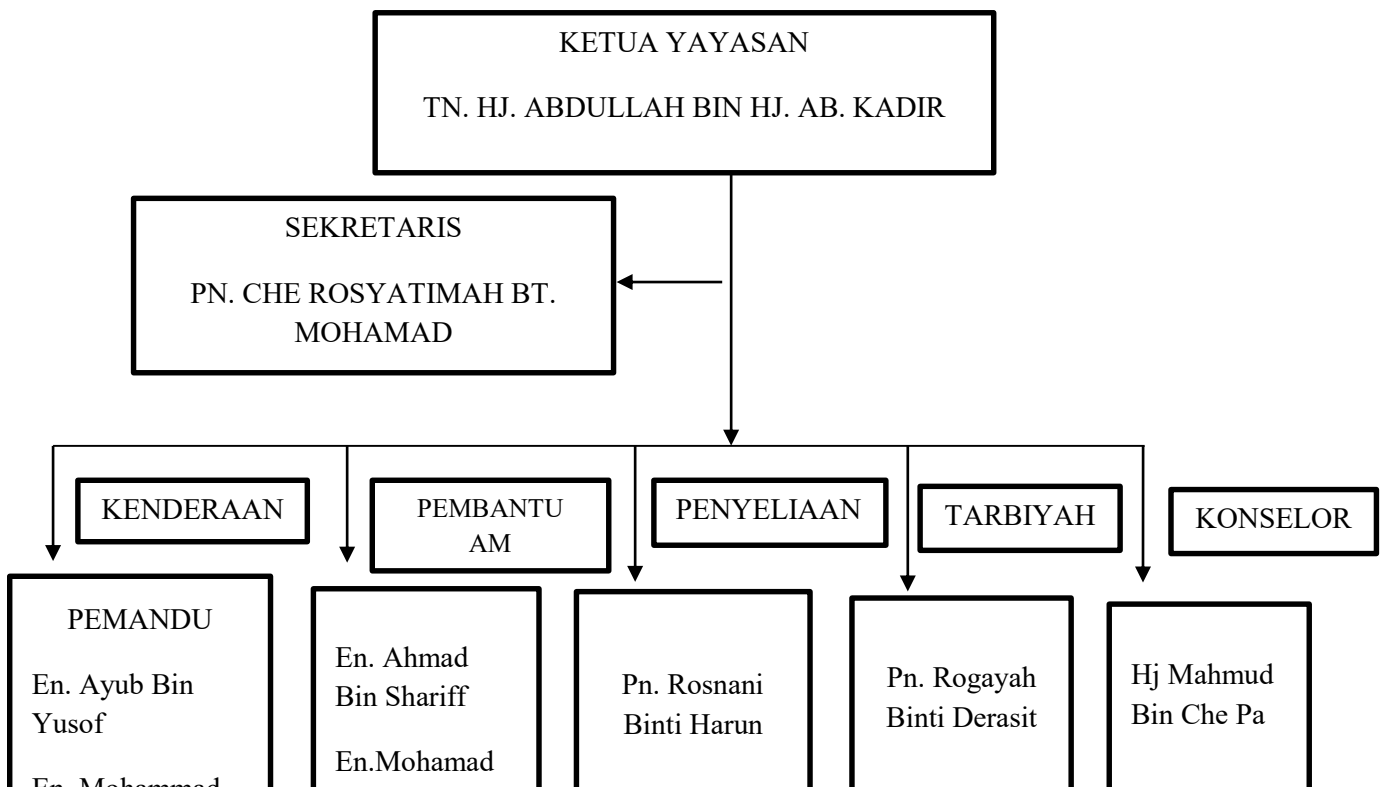 KETUA YAYASAN
TN. HJ. ABDULLAH BIN HJ. AB. KADIR
SEKRETARIS
PN. CHE ROSYATIMAH BT.
MOHAMAD
KENDERAAN
PEMBANTU
AM
PENYELIAAN
TARBIYAH
KONSELOR
PEMANDU
En. Ayub Bin
Yusof
En. Mohammad
En. Ahmad
Bin Shariff
En.Mohamad
Pn. Rosnani
Binti Harun
Pn. Rogayah
Binti Derasit
Hj Mahmud
Bin Che Pa